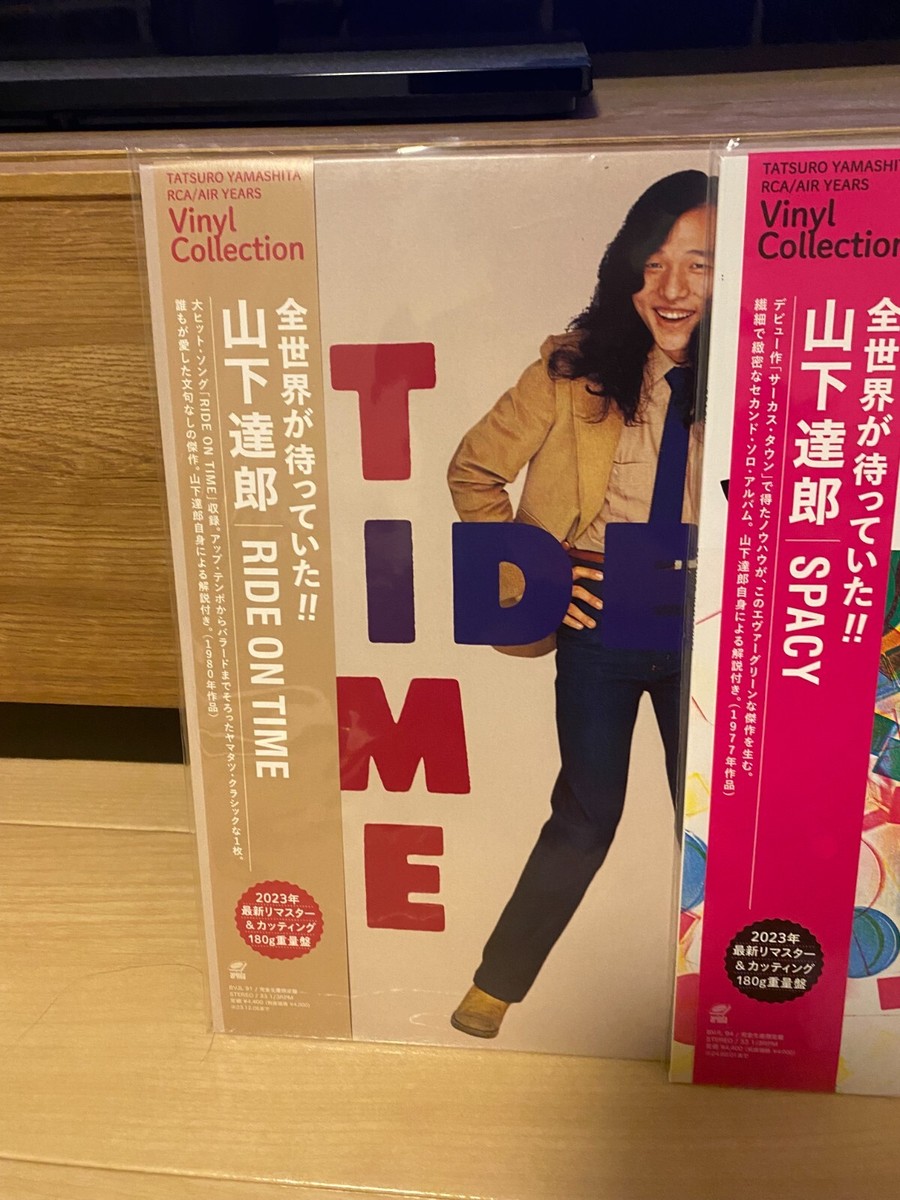 TATSURO YAMASHITA
RCA/AIR YEARS
Vinyl
Collection
全世界が待っていた!!
山下達郎 RIDE ON TIME
大ヒット・ソング「RIDE ON TIME」収録。アップ・テンポからバラードまでそろったヤマタツ・クラシックな1枚。
誰もが愛した文句なしの傑作。山下達郎自身による解説付き。(1980年作品)
2023年
最新リマスター
&カッティング
180g重量盤
STEREO / 33 1/3RPM
T
I
M
E
IDE
TATSURO YAMASHI
RCA/AIR YEARS
Vinyl
Collection
全世界が待っていた!!
山下達郎 SPACY
デビュー作「サーカス・タウン」で得たノウハウが、このエヴァーグリーンな傑作を生む。
繊細で緻密なセカンド・ソロ・アルバム。山下達郎自身による解説付き。(1977年作品)
2023年
最新リマスター
&カッティング
180g重量盤
STEREO / 33 1/3RPM